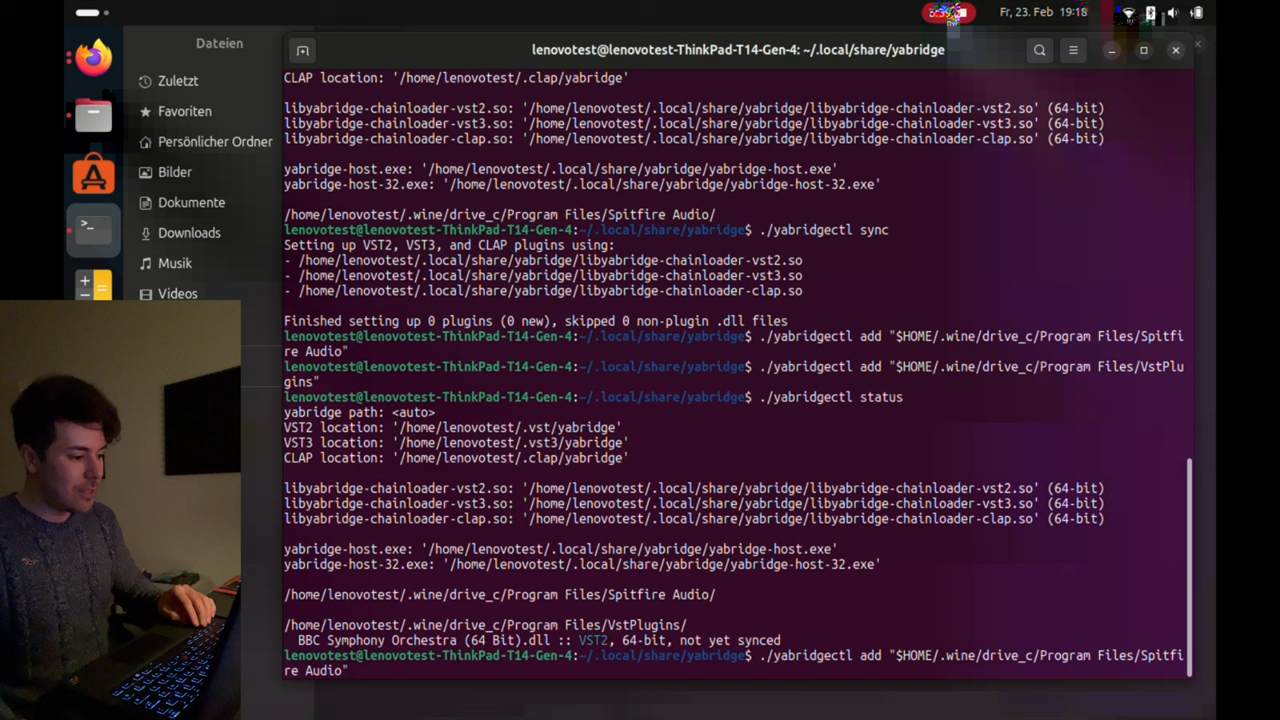 Fr, 23. Feb 19:18
Dateien
Zuletzt
Favoriten
Persönlicher Ordner
Bilder
Dokumente
Downloads
Musik
Videos
lenovotest@lenovotest-ThinkPad-T14-Gen-4: ~/.local/share/yabridge
CLAP location: '/home/lenovotest/.clap/yabridge'
libyabridge-chainloader-vst2.so: '/home/lenovotest/.local/share/yabridge/libyabridge-chainloader-vst2.so' (64-bit)
libyabridge-chainloader-vst3.so: '/home/lenovotest/.local/share/yabridge/libyabridge-chainloader-vst3.so' (64-bit)
libyabridge-chainloader-clap.so: '/home/lenovotest/.local/share/yabridge/libyabridge-chainloader-clap.so' (64-bit)
yabridge-host.exe: '/home/lenovotest/.local/share/yabridge/yabridge-host.exe'
yabridge-host-32.exe: '/home/lenovotest/.local/share/yabridge/yabridge-host-32.exe'
/home/lenovotest/.wine/drive_c/Program Files/Spitfire Audio/
lenovotest@lenovotest-ThinkPad-T14-Gen-4:~/.local/share/yabridge$ ./yabridgectl sync
Setting up VST2, VST3, and CLAP plugins using:
- /home/lenovotest/.local/share/yabridge/libyabridge-chainloader-vst2.so
- /home/lenovotest/.local/share/yabridge/libyabridge-chainloader-vst3.so
- /home/lenovotest/.local/share/yabridge/libyabridge-chainloader-clap.so
Finished setting up 0 plugins (0 new), skipped 0 non-plugin .dll files
lenovotest@lenovotest-ThinkPad-T14-Gen-4:~/.local/share/yabridge$ ./yabridgectl add "$HOME/.wine/drive_c/Program Files/Spitfi
re Audio"
lenovotest@lenovotest-ThinkPad-T14-Gen-4:~/.local/share/yabridge$ ./yabridgectl add "$HOME/.wine/drive_c/Program Files/VstPlu
gins"
lenovotest@lenovotest-ThinkPad-T14-Gen-4:~/.local/share/yabridge$ ./yabridgectl status
yabridge path: <auto>
VST2 location: '/home/lenovotest/.vst/yabridge'
VST3 location: '/home/lenovotest/.vst3/yabridge'
CLAP location: '/home/lenovotest/.clap/yabridge'
libyabridge-chainloader-vst2.so: '/home/lenovotest/.local/share/yabridge/libyabridge-chainloader-vst2.so' (64-bit)
libyabridge-chainloader-vst3.so: '/home/lenovotest/.local/share/yabridge/libyabridge-chainloader-vst3.so' (64-bit)
libyabridge-chainloader-clap.so: '/home/lenovotest/.local/share/yabridge/libyabridge-chainloader-clap.so' (64-bit)
yabridge-host.exe: '/home/lenovotest/.local/share/yabridge/yabridge-host.exe'
yabridge-host-32.exe: '/home/lenovotest/.local/share/yabridge/yabridge-host-32.exe'
/home/lenovotest/.wine/drive_c/Program Files/Spitfire Audio/
/home/lenovotest/.wine/drive_c/Program Files/VstPlugins/
BBC Symphony Orchestra (64 Bit).dll :: VST2, 64-bit, not yet synced
lenovotest@lenovotest-ThinkPad-T14-Gen-4:~/.local/share/yabridge$ ./yabridgectl add "$HOME/.wine/drive_c/Program Files/Spitfi
re Audio"